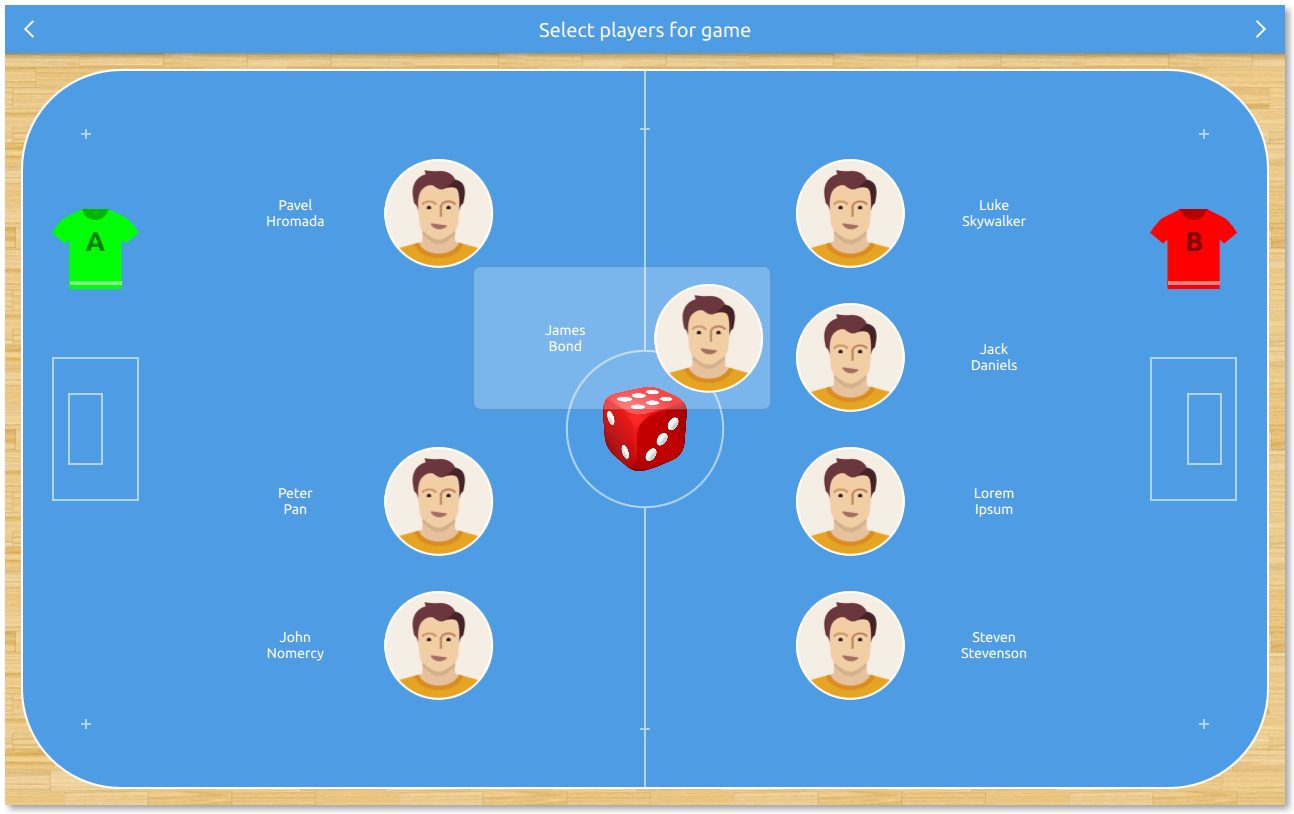 Select players for game
Pavel
Hromada
Luke
Skywalker
A
B
James
Bond
Jack
Daniels
Peter
Pan
Lorem
Ipsum
John
Nomercy
Steven
Stevenson